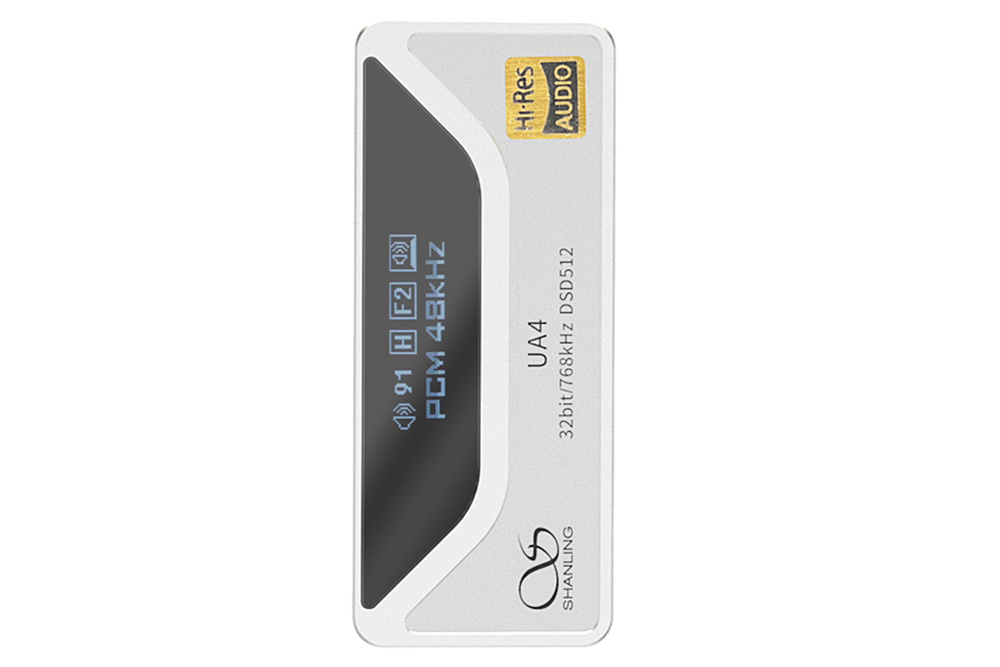 91 H F2
PCM 48kHz
Hi-Res
AUDIO
UA4
32bit/768kHz DSD512
SHANLING